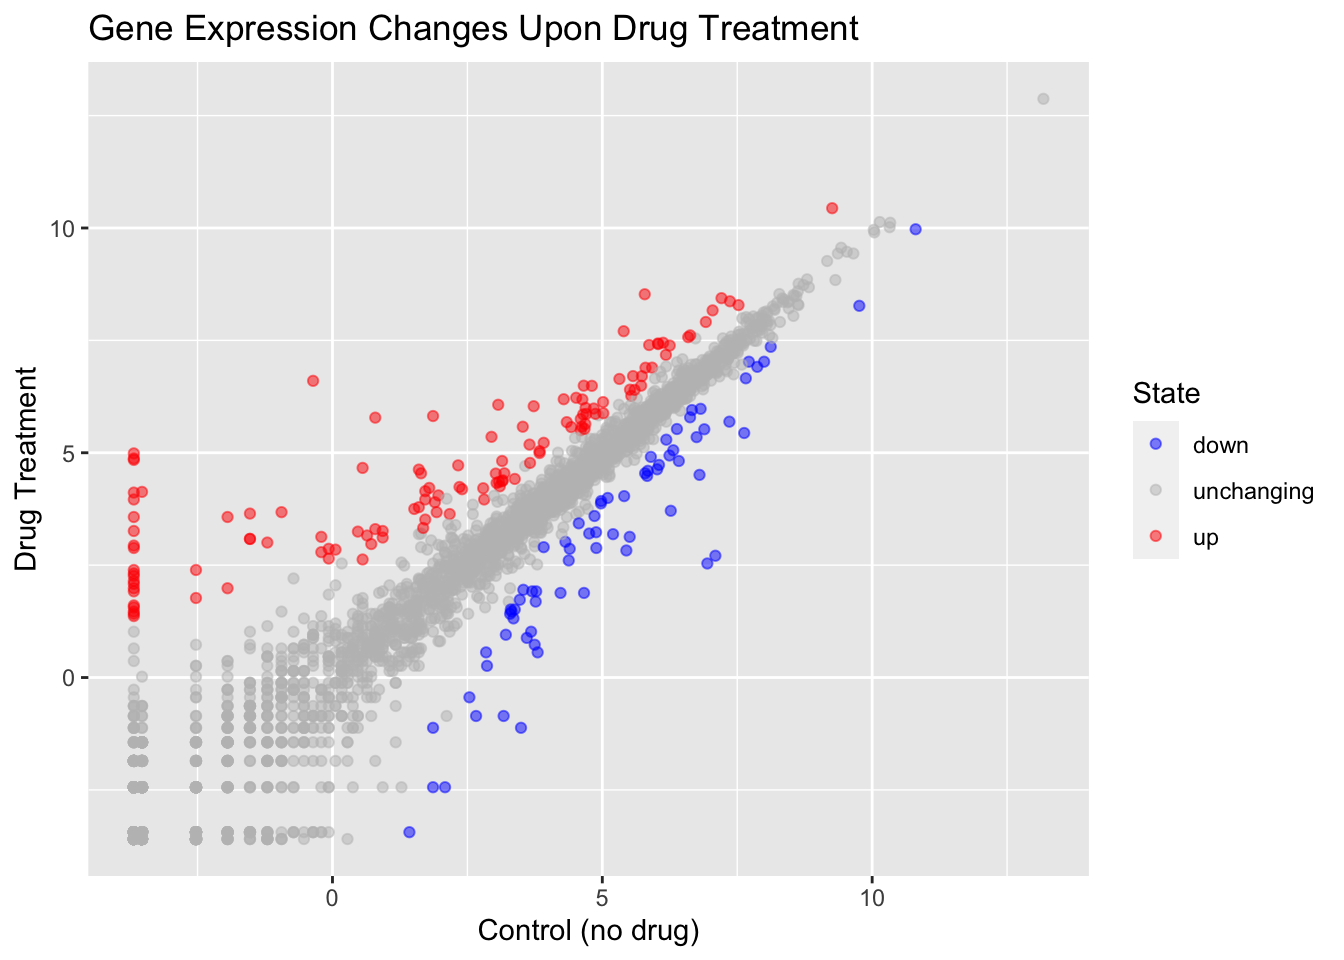 Gene Expression Changes Upon Drug Treatment
Drug Treatment
10
5
0
0
5
10
Control (no drug)
State
down
unchanging
up